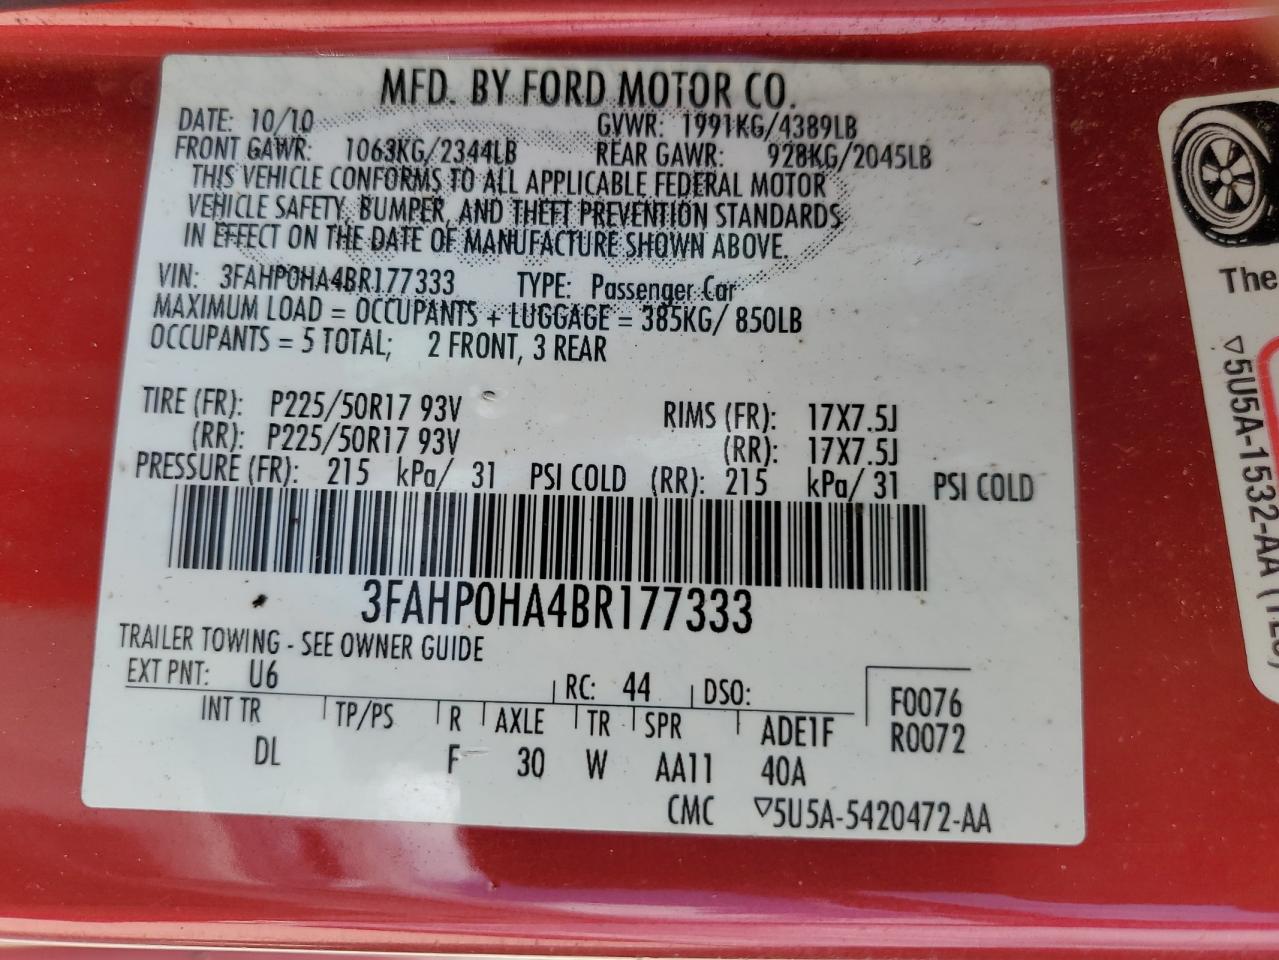 MFD. BY FORD MOTOR CO.
DATE: 10/10 GVWR: 1991KG/4389LB
FRONT GAWR: 1063KG/2344LB REAR GAWR: 928KG/2045LB
THIS VEHICLE CONFORMS TO ALL APPLICABLE FEDERAL MOTOR
VEHICLE SAFETY, BUMPER, AND THEFT PREVENTION STANDARDS
IN EFFECT ON THE DATE OF MANUFACTURE SHOWN ABOVE.
VIN: 3FAHP0HA4BR177333 TYPE: Passenger Car
MAXIMUM LOAD = OCCUPANTS + LUGGAGE = 385KG/ 850LB
OCCUPANTS = 5 TOTAL; 2 FRONT, 3 REAR
TIRE (FR): P225/50R17 93V RIMS (FR): 17X7.5J
(RR): P225/50R17 93V (RR): 17X7.5J
PRESSURE (FR): 215 kPa/ 31 PSI COLD (RR): 215 kPa/ 31 PSI COLD
3FAHP0HA4BR177333
TRAILER TOWING - SEE OWNER GUIDE
EXT PNT: U6 RC: 44 DSO: F0076
INT TR TP/PS R AXLE TR SPR ADE1F R0072
DL F 30 W AA11 40A
CMC ▽5U5A-5420472-AA
The
▽5U5A-1532-AA